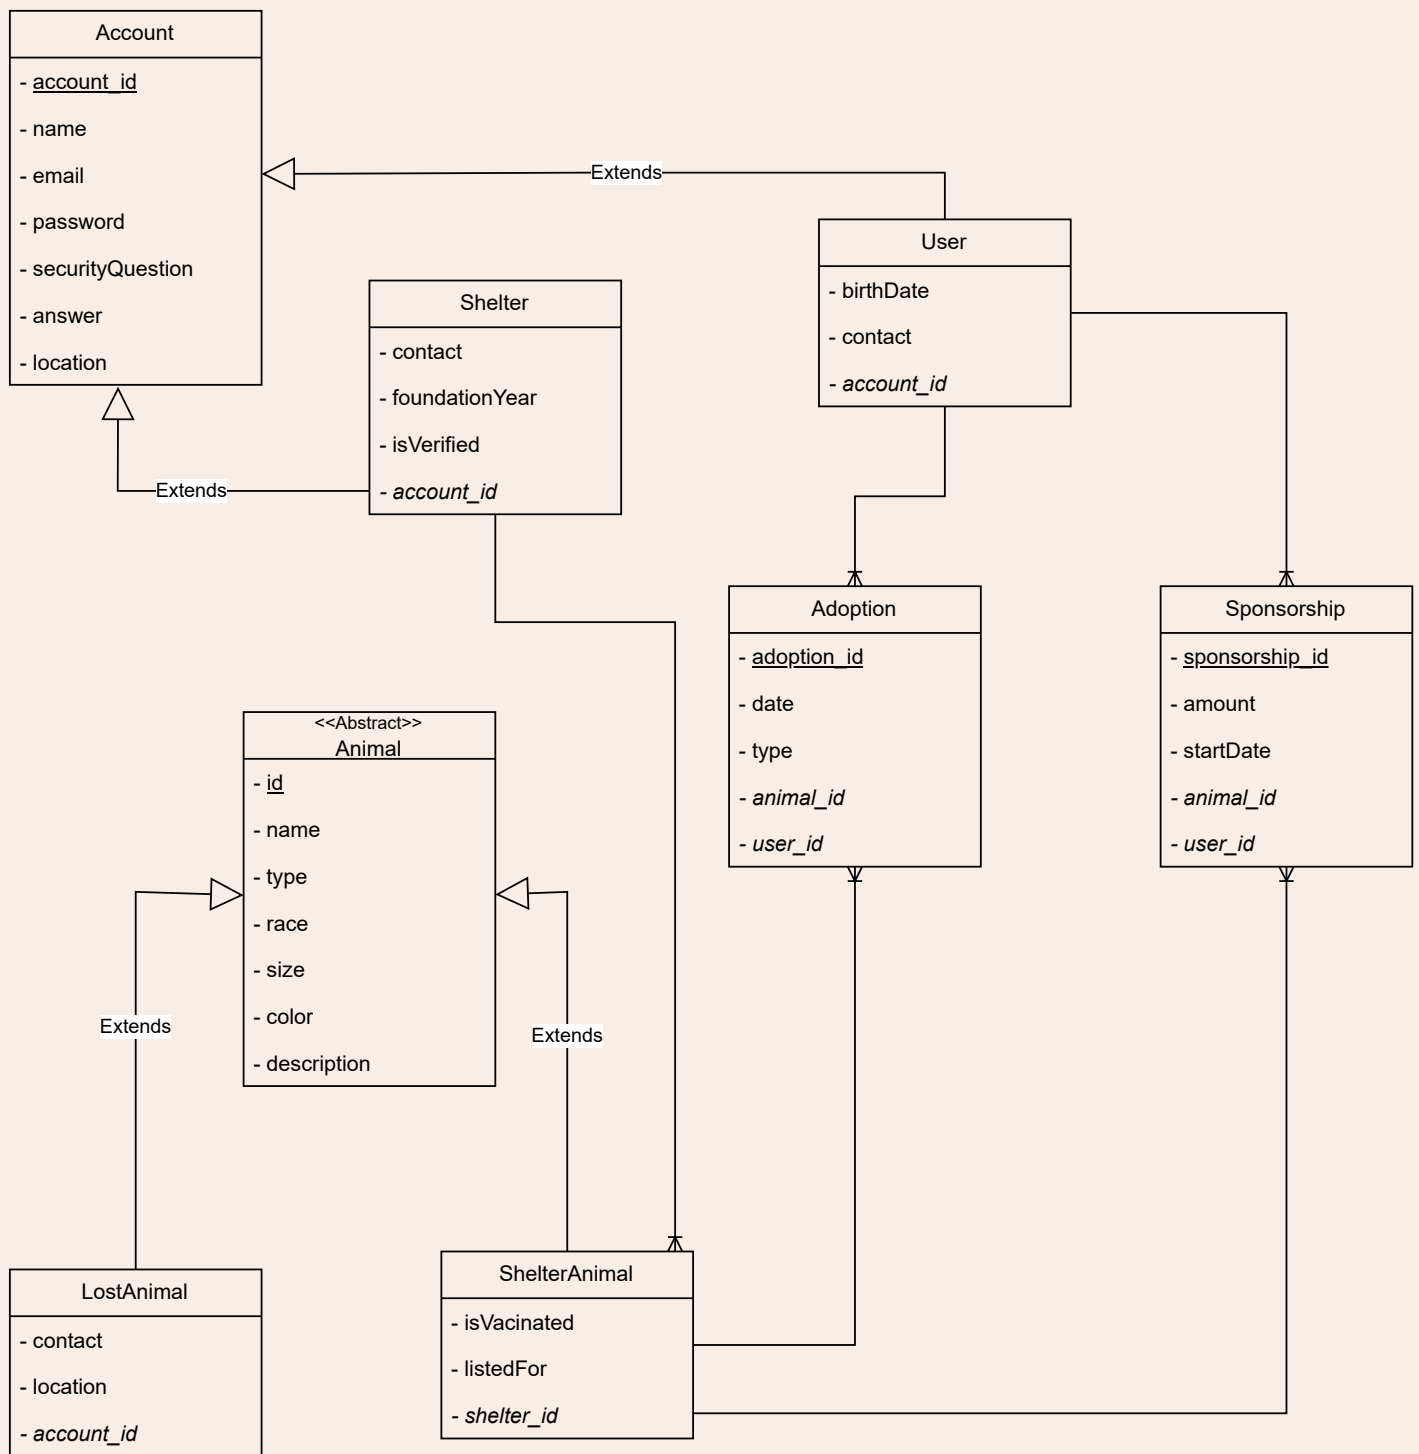 Account
- account_id
- name
- email
- password
- securityQuestion
- answer
- location
Extends
User
- birthDate
- contact
- account_id
Shelter
- contact
- foundationYear
- isVerified
- account_id
Extends
Adoption
- adoption_id
- date
- type
- animal_id
- user_id
Sponsorship
- sponsorship_id
- amount
- startDate
- animal_id
- user_id
<<Abstract>>
Animal
- id
- name
- type
- race
- size
- color
- description
Extends
Extends
LostAnimal
- contact
- location
- account_id
ShelterAnimal
- isVacinated
- listedFor
- shelter_id